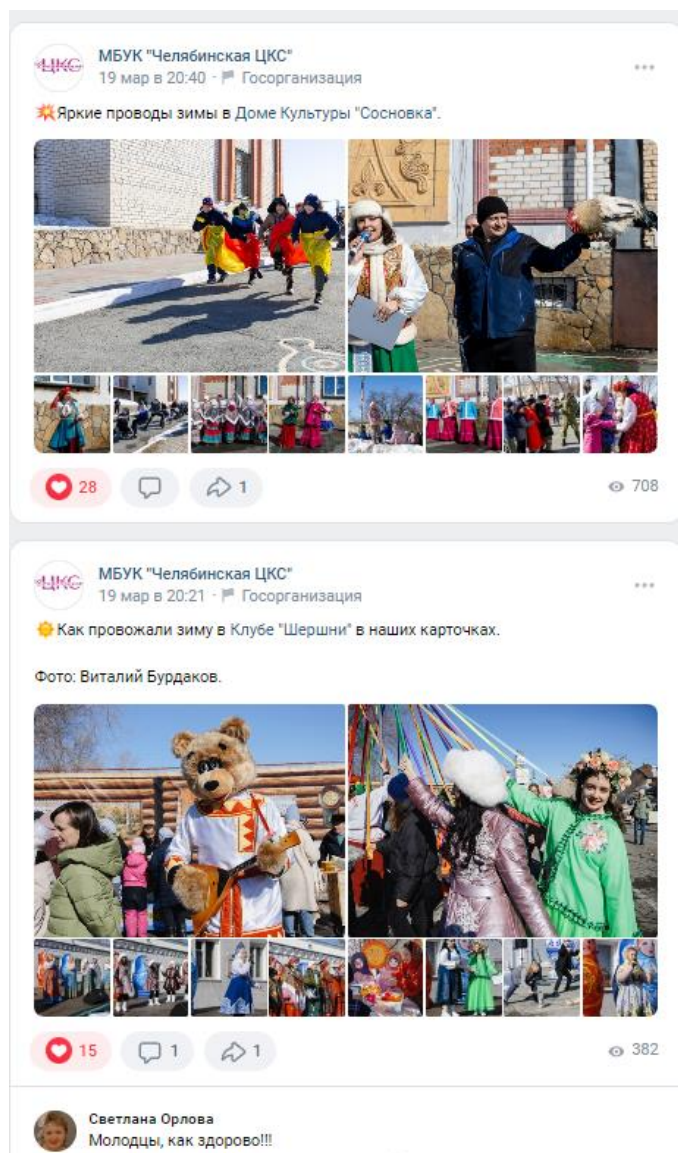 ЦКС
МБУК "Челябинская ЦКС"
19 мар в 20:40 · Госорганизация
Яркие проводы зимы в Доме Культуры "Сосновка".
28
1
708
ЦКС
МБУК "Челябинская ЦКС"
19 мар в 20:21 · Госорганизация
Как провожали зиму в Клубе "Шершни" в наших карточках.
Фото: Виталий Бурдаков.
15
1
1
382
Светлана Орлова
Молодцы, как здорово!!!